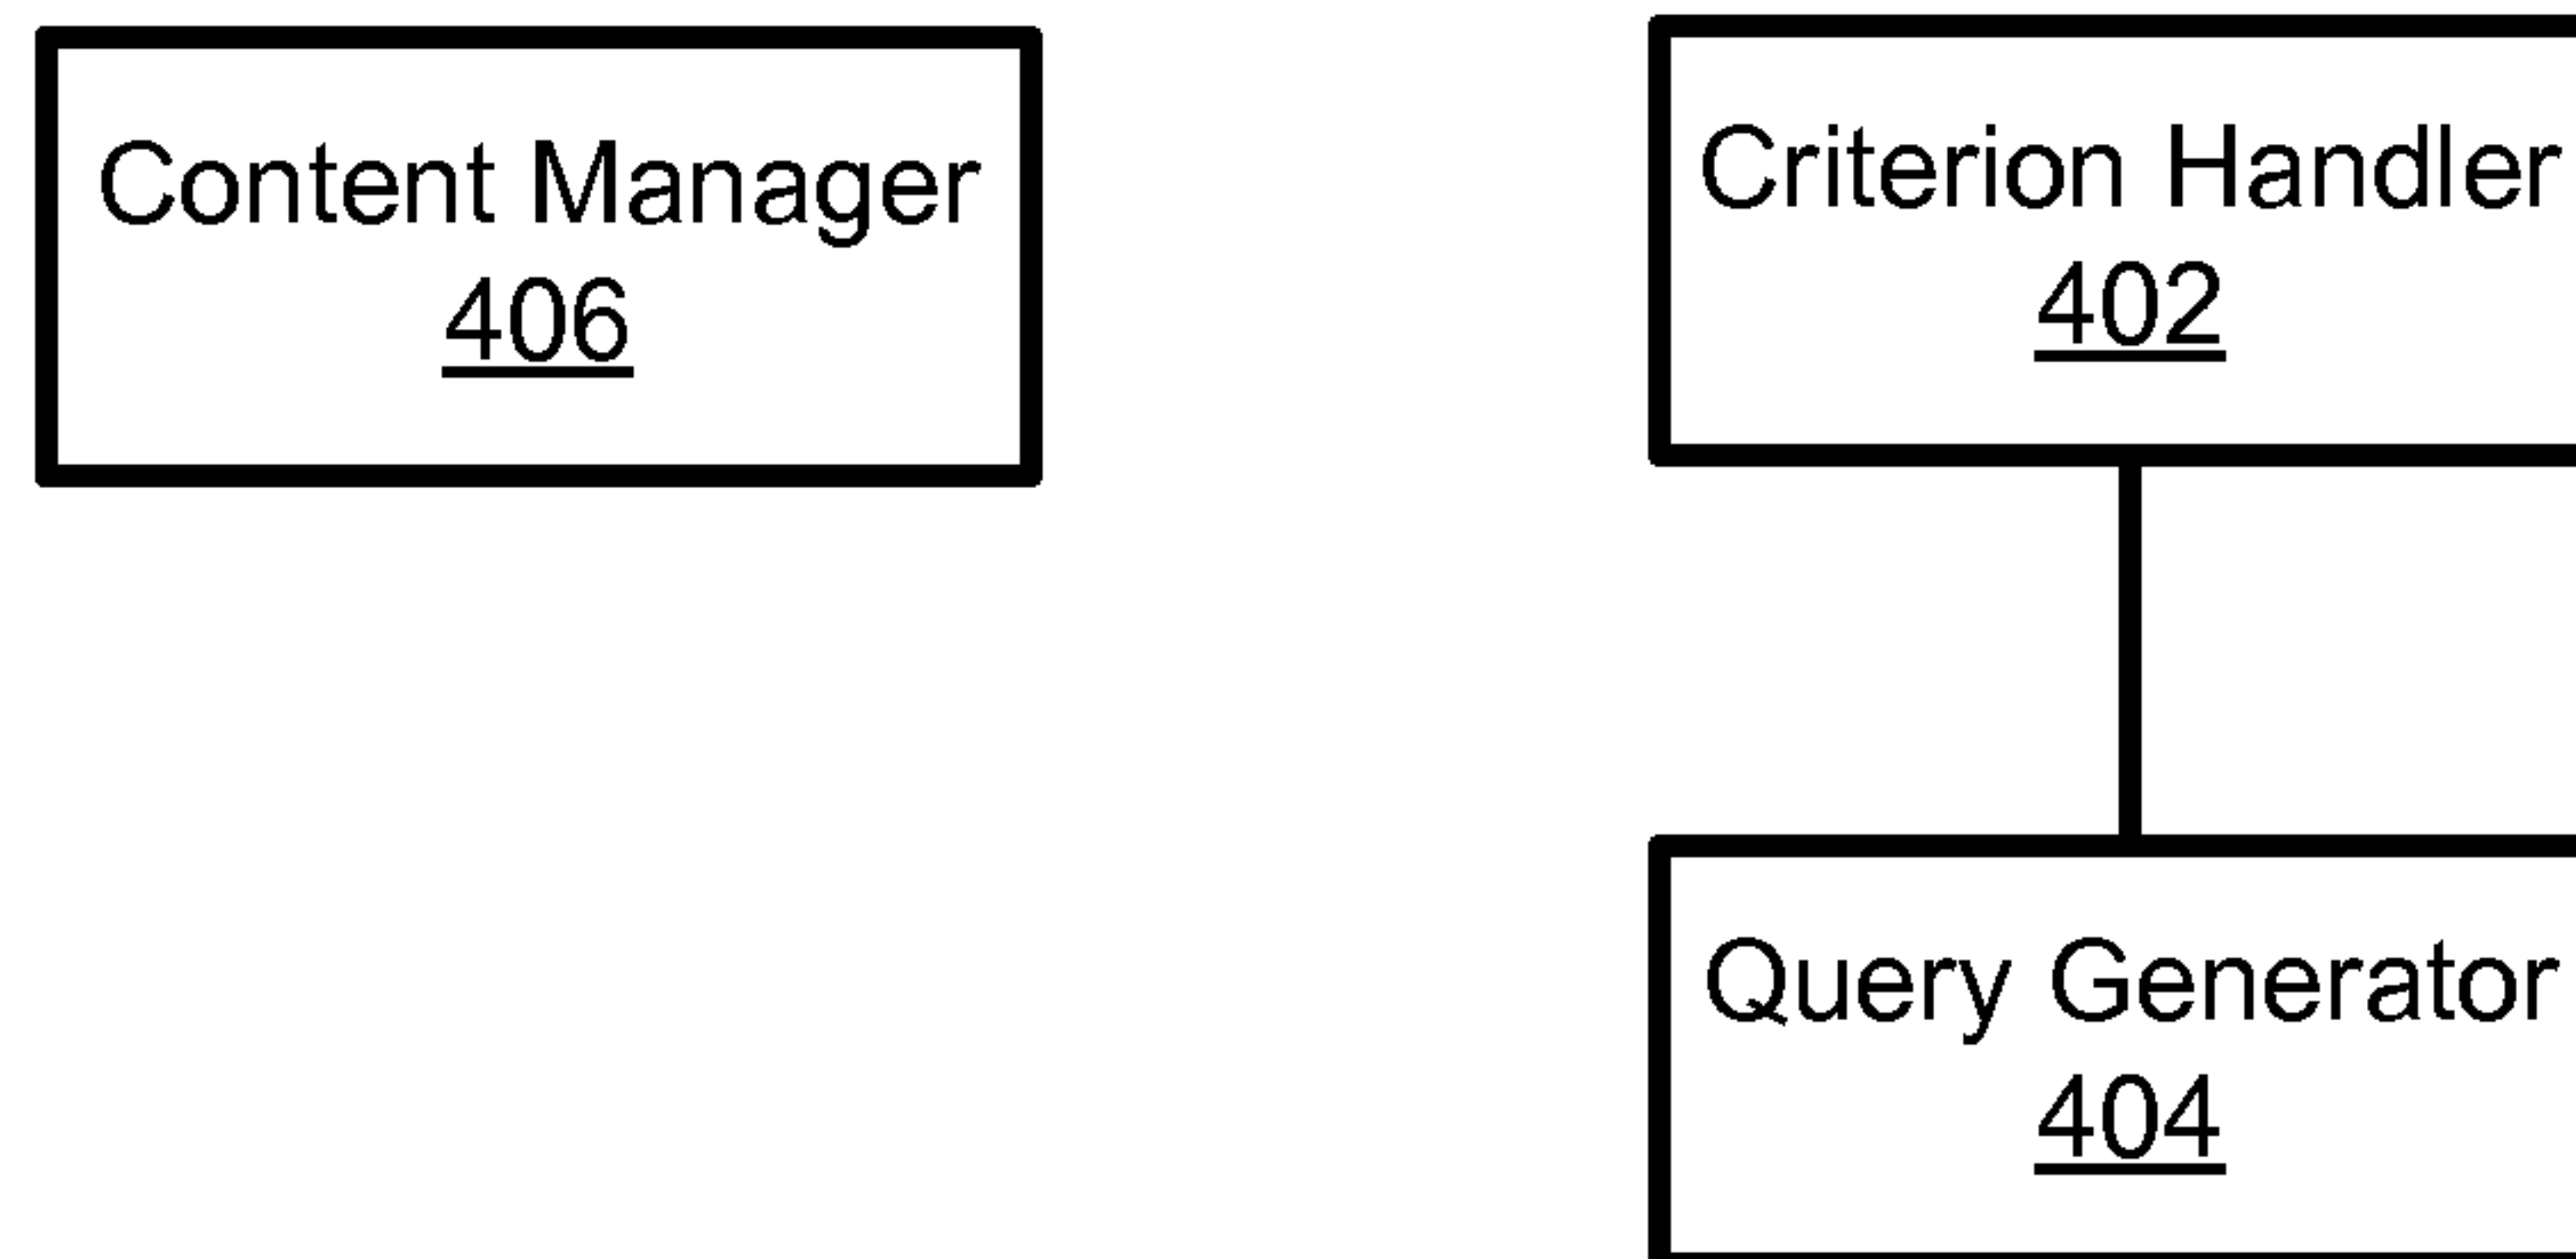 Content Manager
406
Criterion Handler
402
Query Generator
404